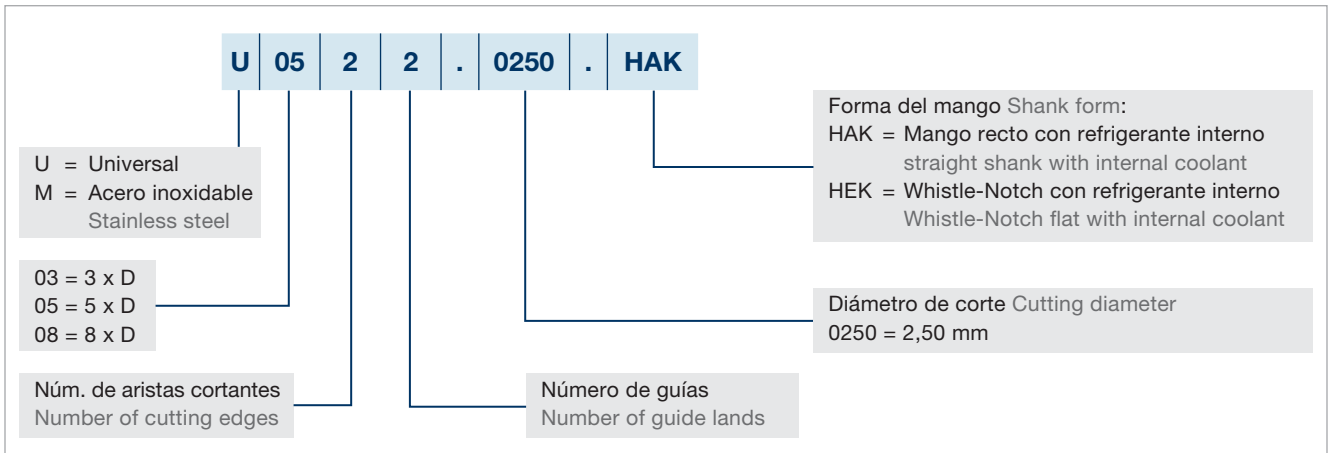 U 05 2 2 . 0250 . HAK
U = Universal
M = Acero inoxidable
Stainless steel
03 = 3 x D
05 = 5 x D
08 = 8 x D
Núm. de aristas cortantes
Number of cutting edges
Número de guías
Number of guide lands
Forma del mango Shank form:
HAK = Mango recto con refrigerante interno
straight shank with internal coolant
HEK = Whistle-Notch con refrigerante interno
Whistle-Notch flat with internal coolant
Diámetro de corte Cutting diameter
0250 = 2,50 mm